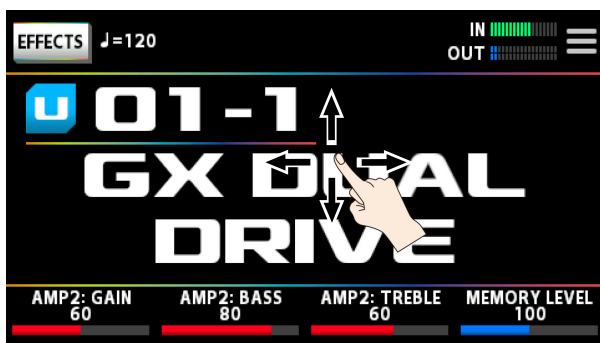 EFFECTS ♩=120
IN
OUT
U 01-1
GX DUAL
DRIVE
AMP2: GAIN AMP2: BASS AMP2: TREBLE MEMORY LEVEL
60 80 60 100